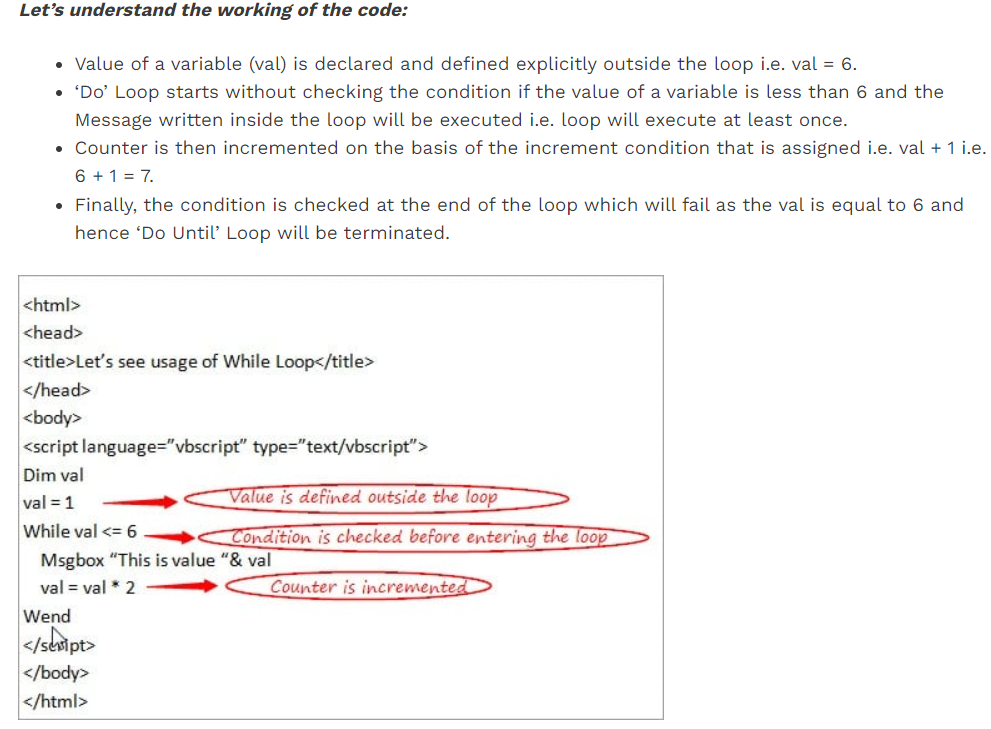 Let’s understand the working of the code:
• Value of a variable (val) is declared and defined explicitly outside the loop i.e. val = 6.
• ‘Do’ Loop starts without checking the condition if the value of a variable is less than 6 and the
Message written inside the loop will be executed i.e. loop will execute at least once.
• Counter is then incremented on the basis of the increment condition that is assigned i.e. val + 1 i.e.
6 + 1 = 7.
• Finally, the condition is checked at the end of the loop which will fail as the val is equal to 6 and
hence ‘Do Until’ Loop will be terminated.
<html>
<head>
<title>Let’s see usage of While Loop</title>
</head>
<body>
<script language=”vbscript” type=”text/vbscript”>
Dim val
val = 1 Value is defined outside the loop
While val <= 6 Condition is checked before entering the loop
Msgbox “This is value “& val
val = val * 2 Counter is incremented
Wend
</script>
</body>
</html>